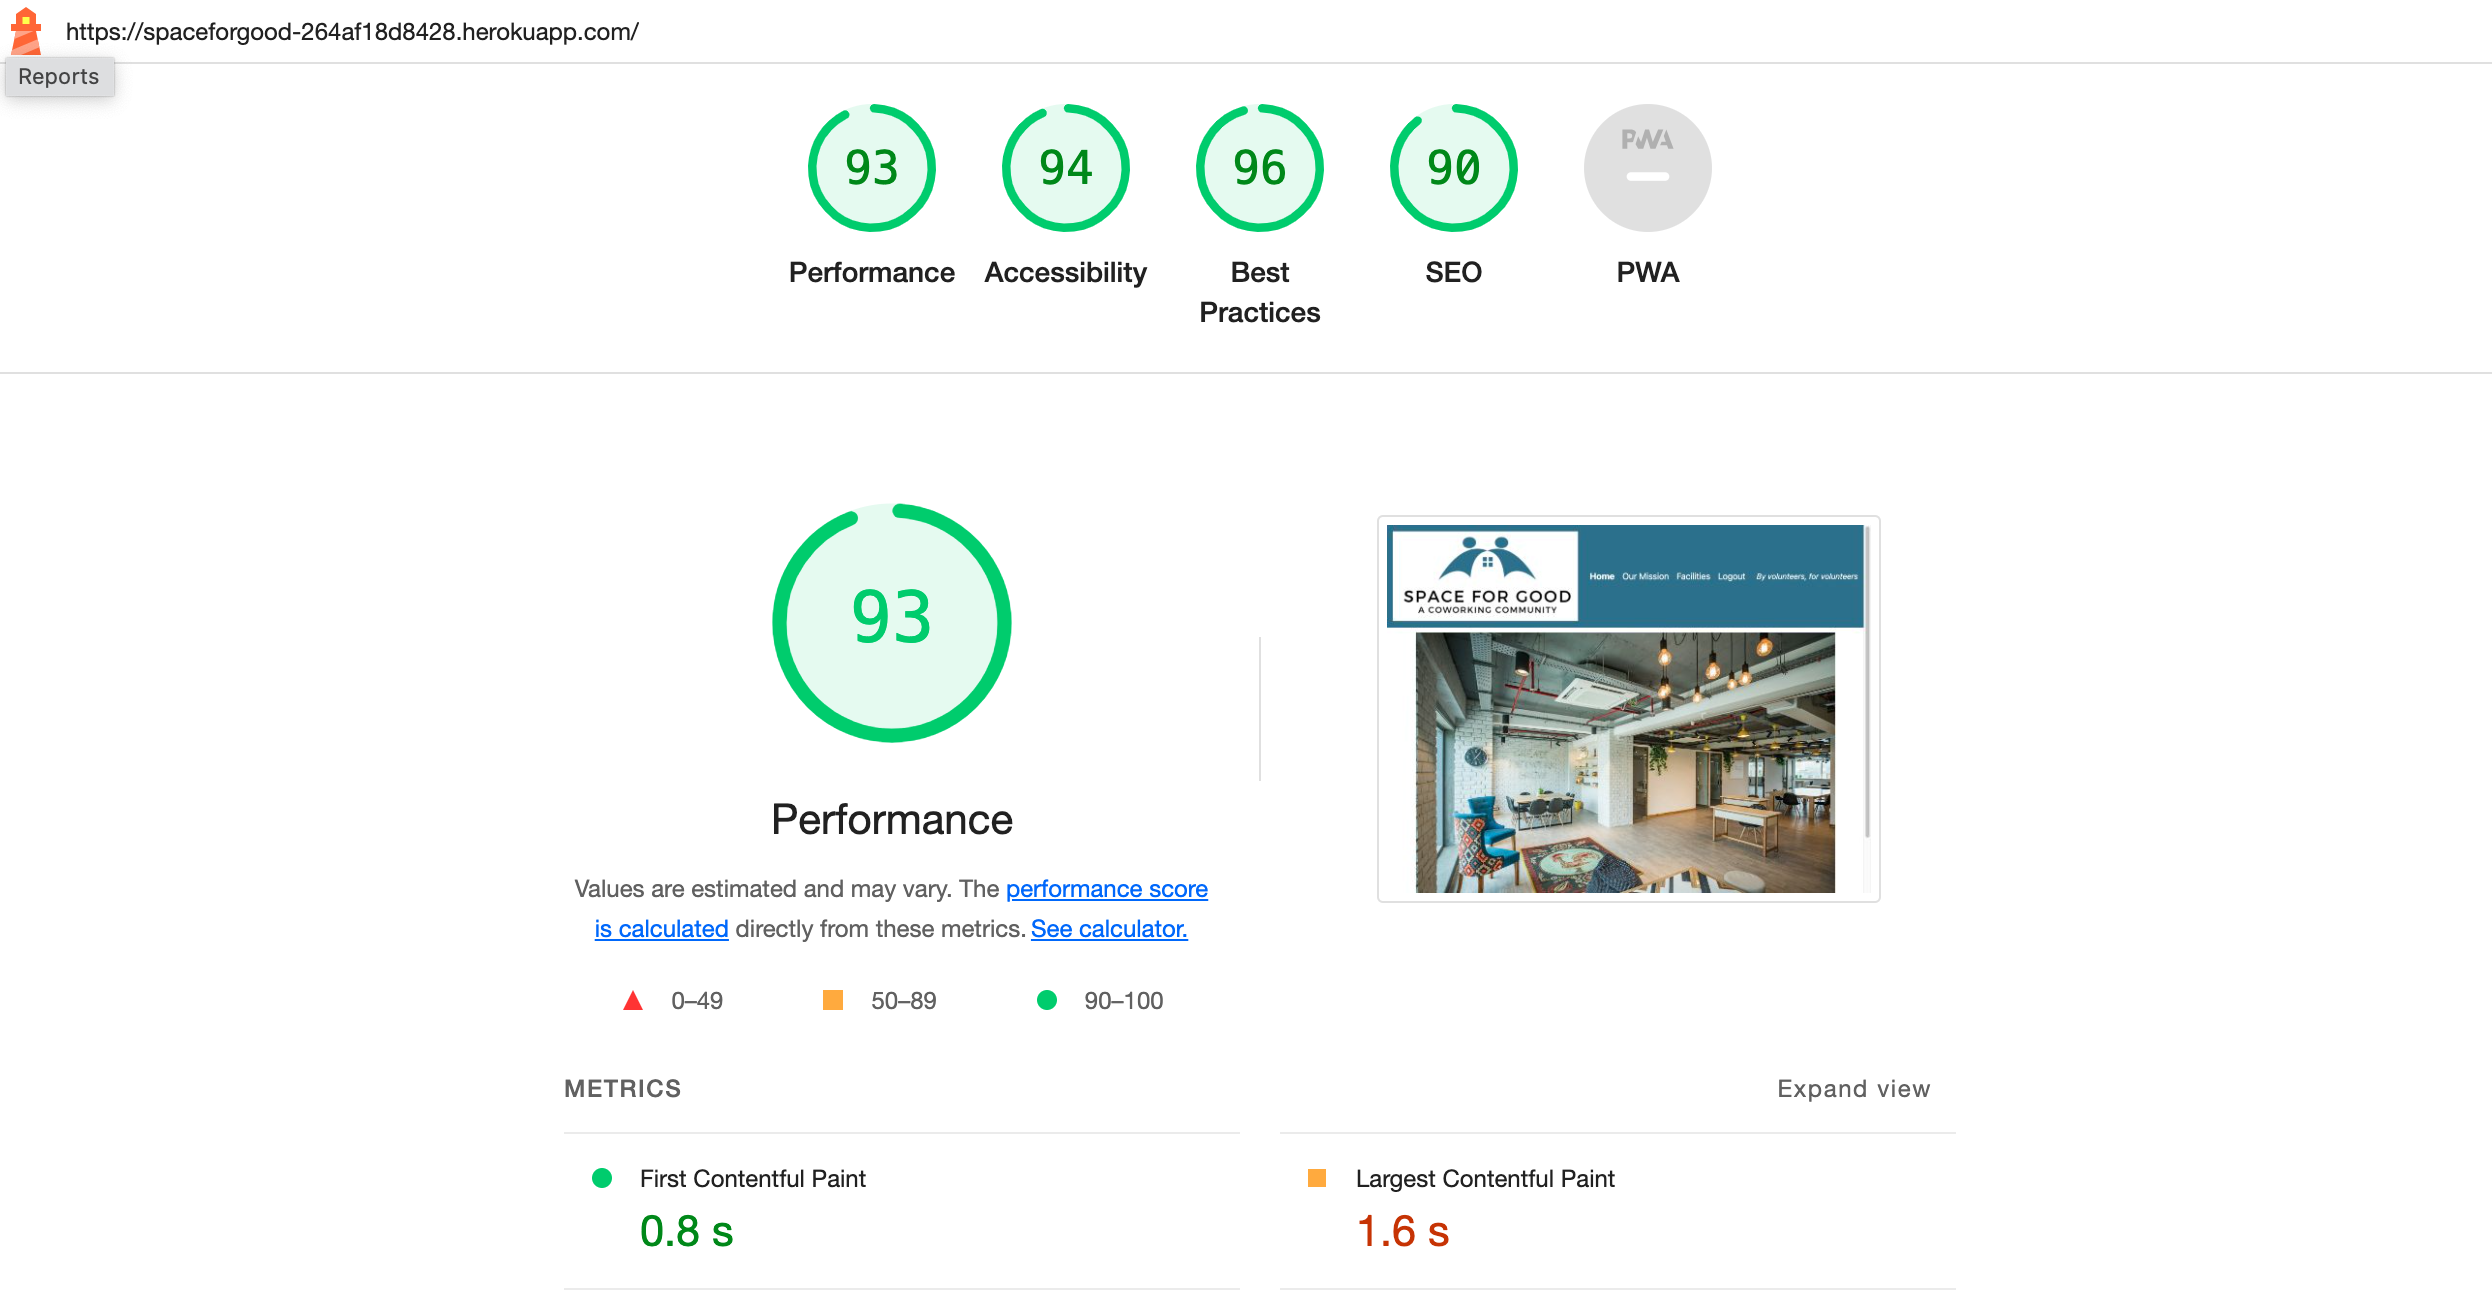 https://spaceforgood-264af18d8428.herokuapp.com/
Reports
93
94
96
90
PWA
Performance
Accessibility
Best
Practices
SEO
PWA
93
Performance
Values are estimated and may vary. The performance score
is calculated directly from these metrics. See calculator.
0–49
50–89
90–100
SPACE FOR GOOD
A COWORKING COMMUNITY
Home Our Mission Facilities Logout By volunteers, for volunteers
METRICS
Expand view
First Contentful Paint
0.8 s
Largest Contentful Paint
1.6 s